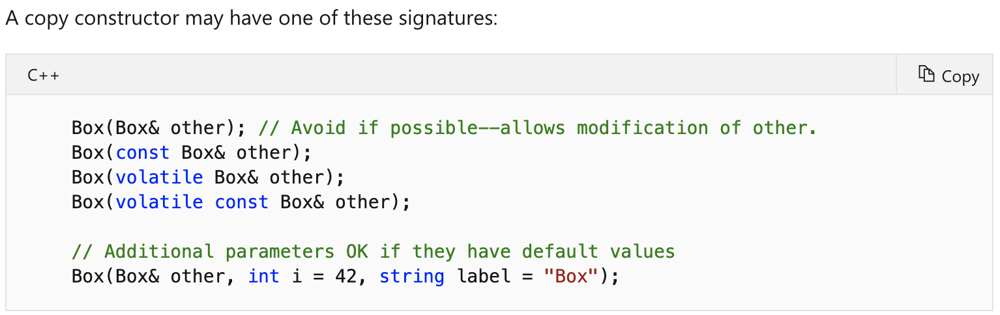 A copy constructor may have one of these signatures:
C++
Copy
Box(Box& other); // Avoid if possible--allows modification of other.
Box(const Box& other);
Box(volatile Box& other);
Box(volatile const Box& other);
// Additional parameters OK if they have default values
Box(Box& other, int i = 42, string label = "Box");